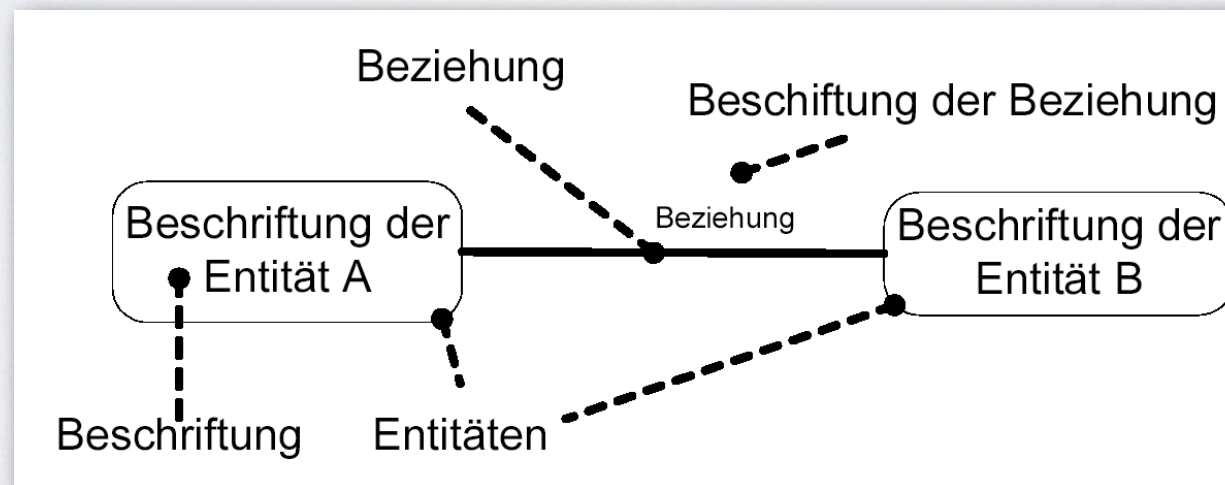 Beziehung
Beschiftung der Beziehung
Beschriftung der
Entität A
Beziehung
Beschriftung der
Entität B
Beschriftung
Entitäten